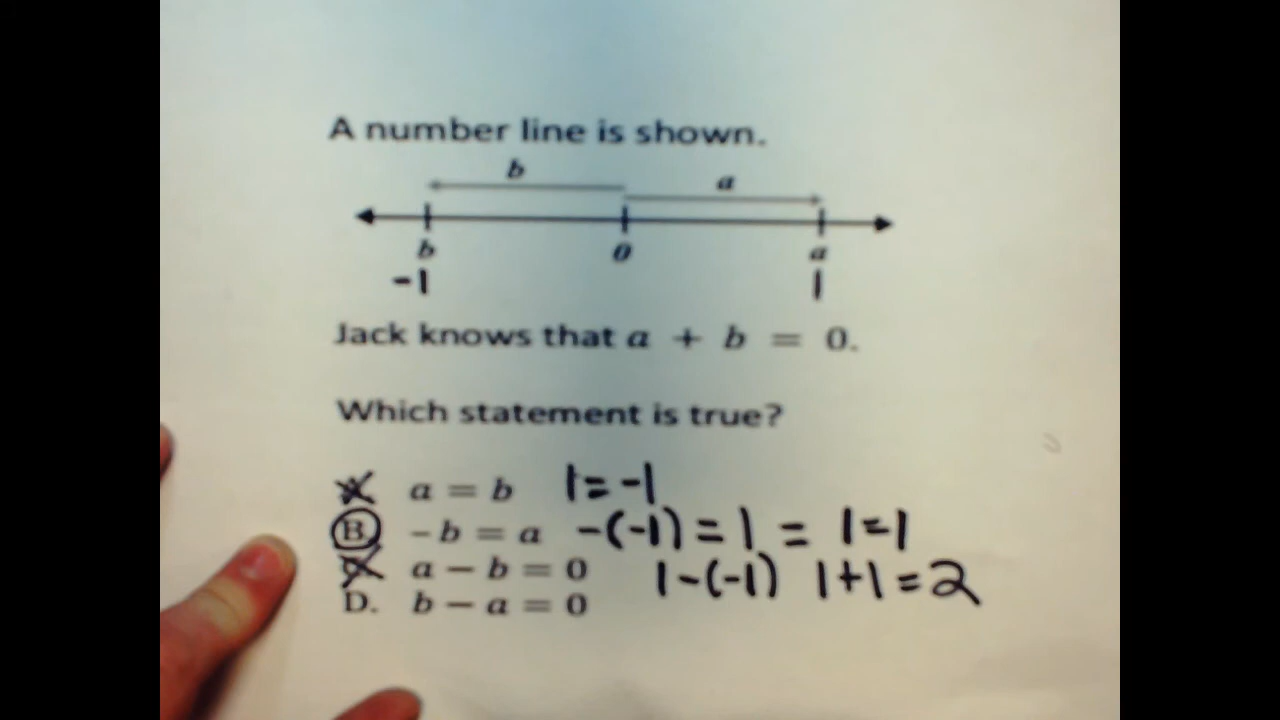 A number line is shown.
b a
b 0 a
-1 1
Jack knows that a + b = 0.
Which statement is true?
a = b 1=-1
B. -b = a -(-1) = 1 = 1=1
a - b = 0 1-(-1) 1+1=2
D. b - a = 0